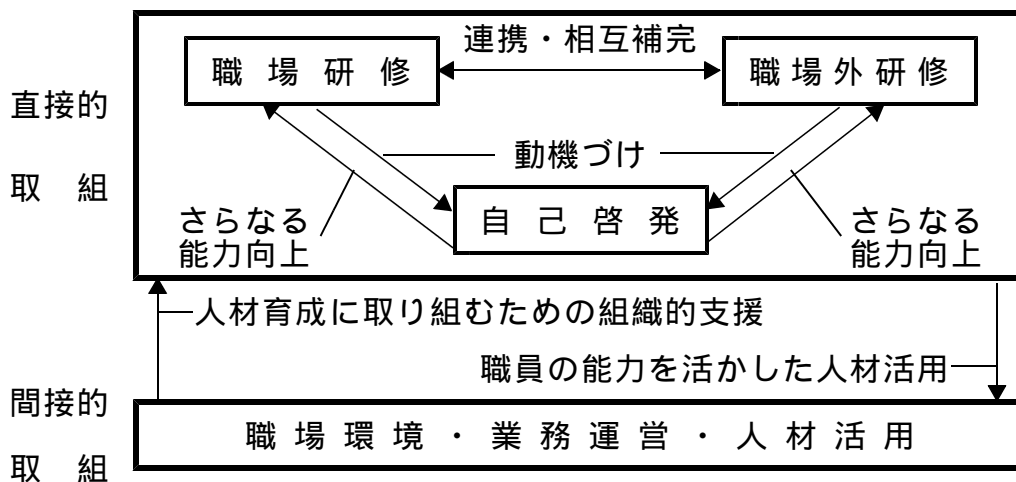 連携・相互補完
職場研修
職場外研修
直接的
取組
動機づけ
自己啓発
さらなる
能力向上
さらなる
能力向上
人材育成に取り組むための組織的支援
職員の能力を活かした人材活用
間接的
取組
職場環境・業務運営・人材活用